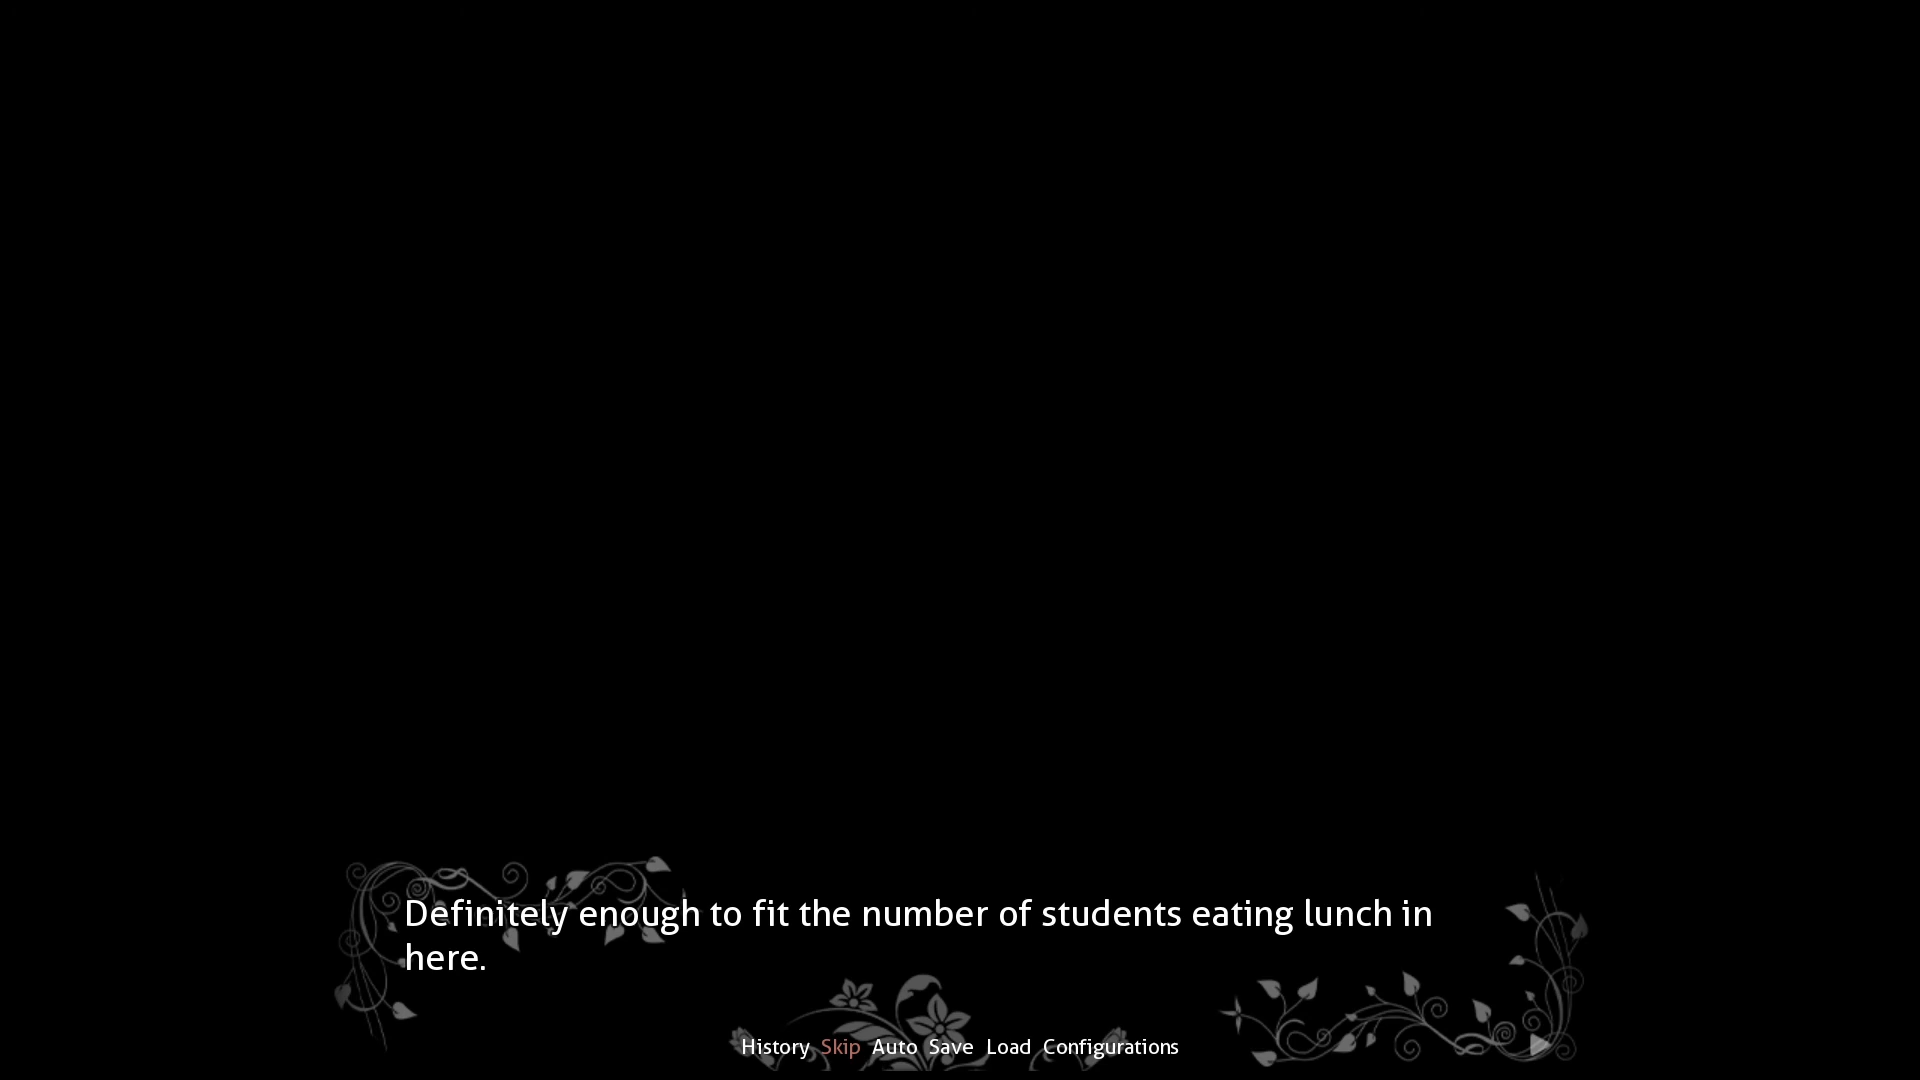 Definitely enough to fit the number of students eating lunch in
here.
History Skip Auto Save Load Configurations